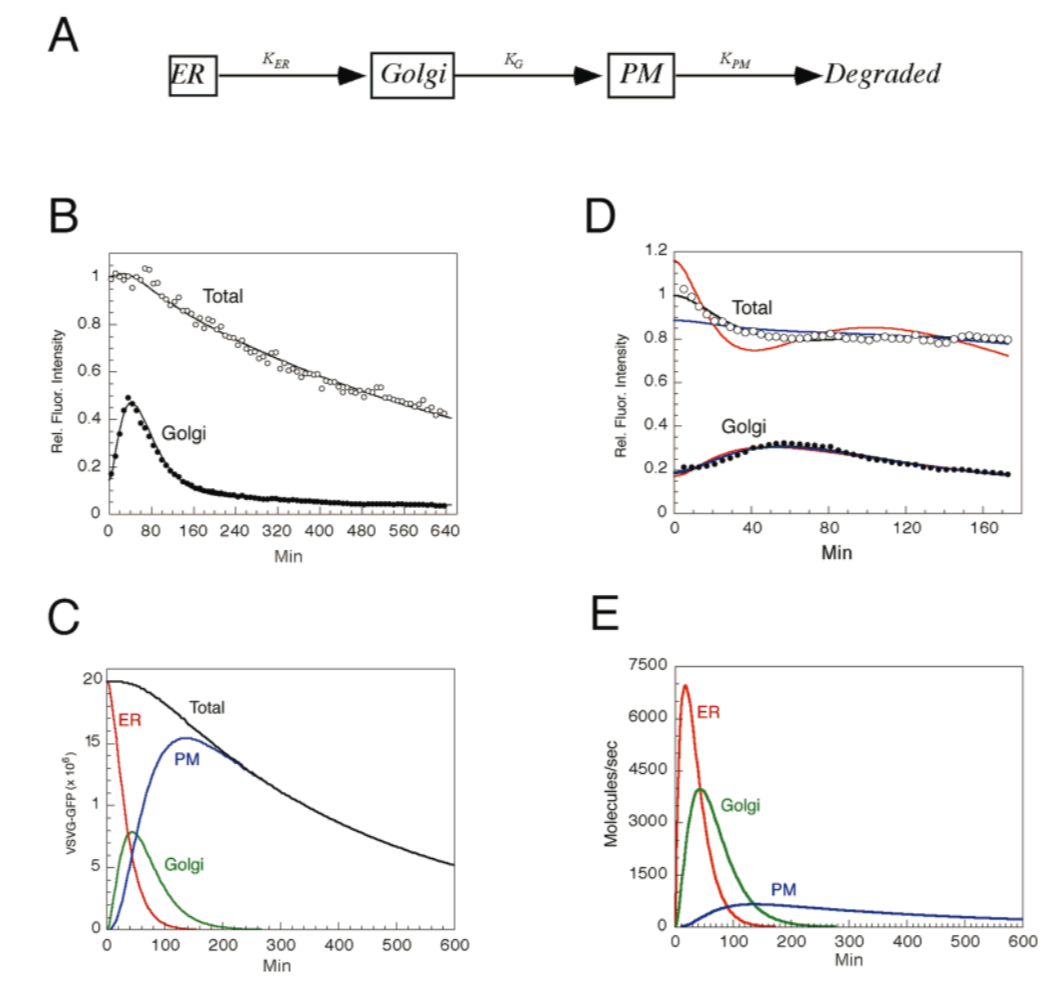 A
ER
K_ER
Golgi
K_G
PM
K_PM
Degraded
B
Rel. Fluor. Intensity
1
0.8
0.6
0.4
0.2
0
Total
Golgi
0 80 160 240 320 400 480 560 640
Min
D
Rel. Fluor. Intensity
1.2
1
0.8
0.6
0.4
0.2
0
Total
Golgi
0 40 80 120 160
Min
C
VSVG-GFP (x 10⁶)
20
15
1
5
0
ER
Total
PM
Golgi
0 100 200 300 400 500 600
Min
E
Molecules/sec
7500
6000
4500
3000
1500
0
ER
Golgi
PM
0 100 200 300 400 500 600
Min